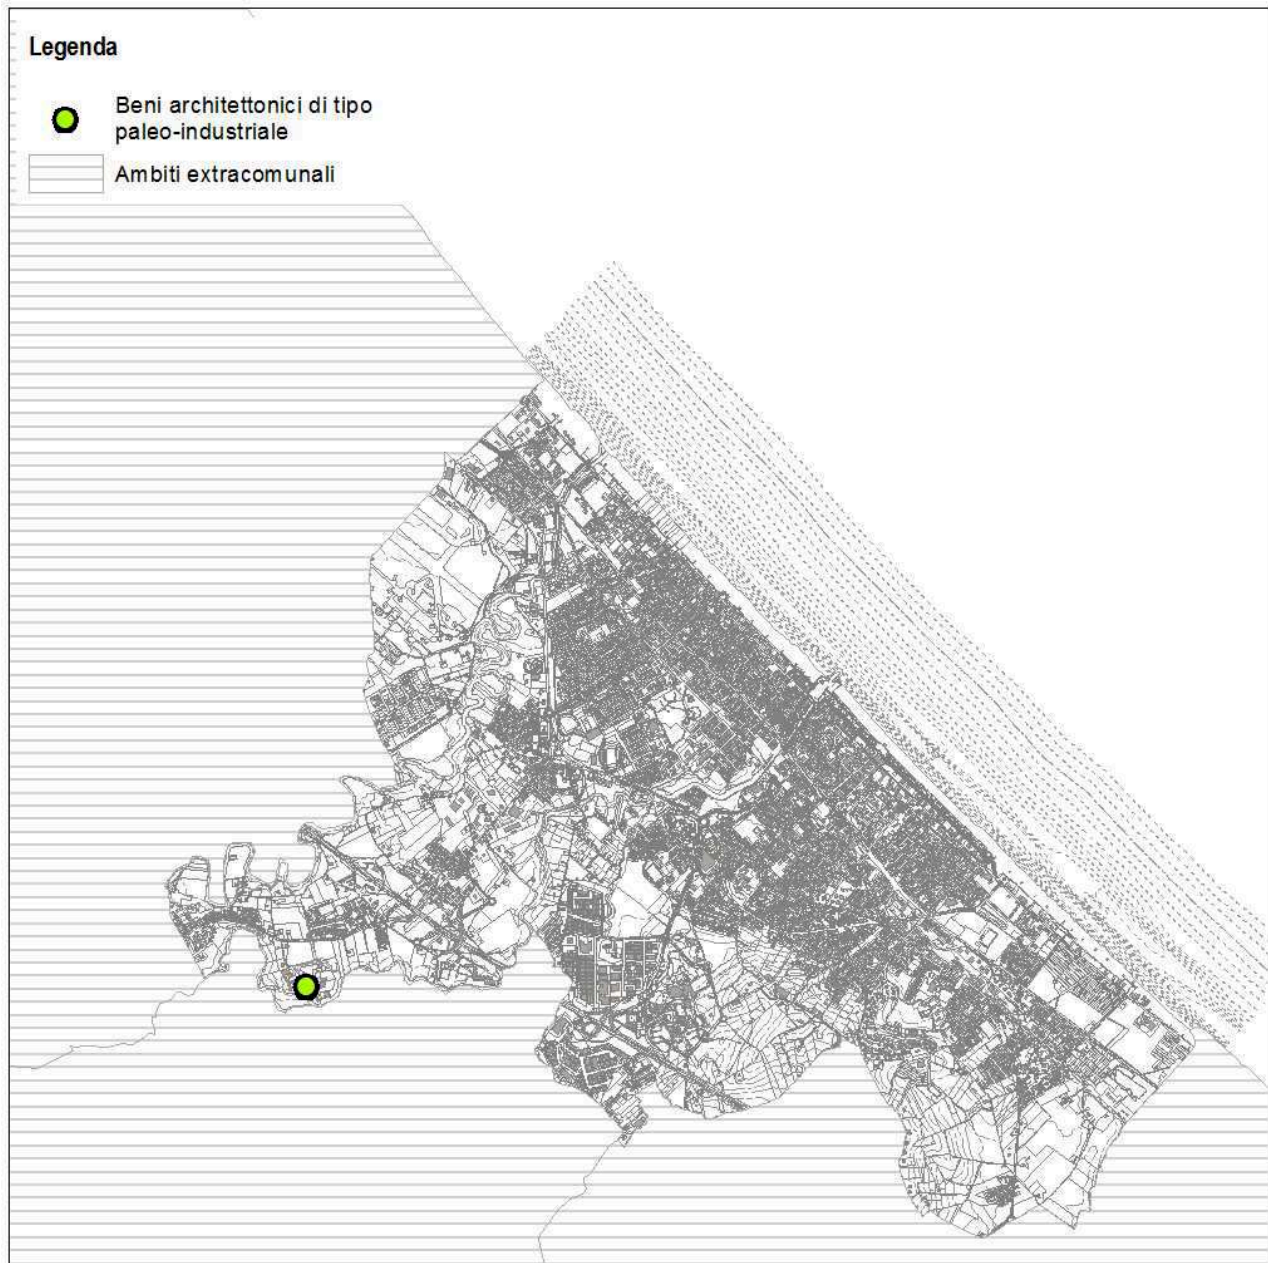 Legenda
Beni architettonici di tipo
paleo-industriale
Ambiti extracomunali